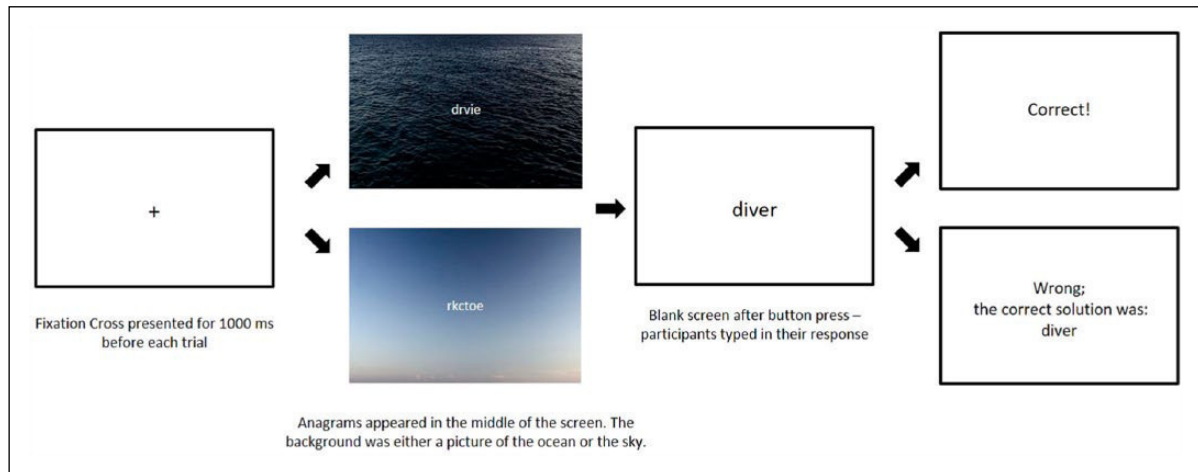 +
Fixation Cross presented for 1000 ms
before each trial
drvie
rkctoe
Anagrams appeared in the middle of the screen. The
background was either a picture of the ocean or the sky.
diver
Blank screen after button press –
participants typed in their response
Correct!
Wrong;
the correct solution was:
diver